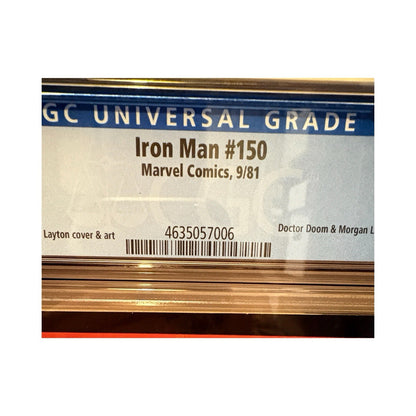 GC UNIVERSAL GRADE
Iron Man #150
Marvel Comics, 9/81
Layton cover & art
4635057006
Doctor Doom & Morgan L